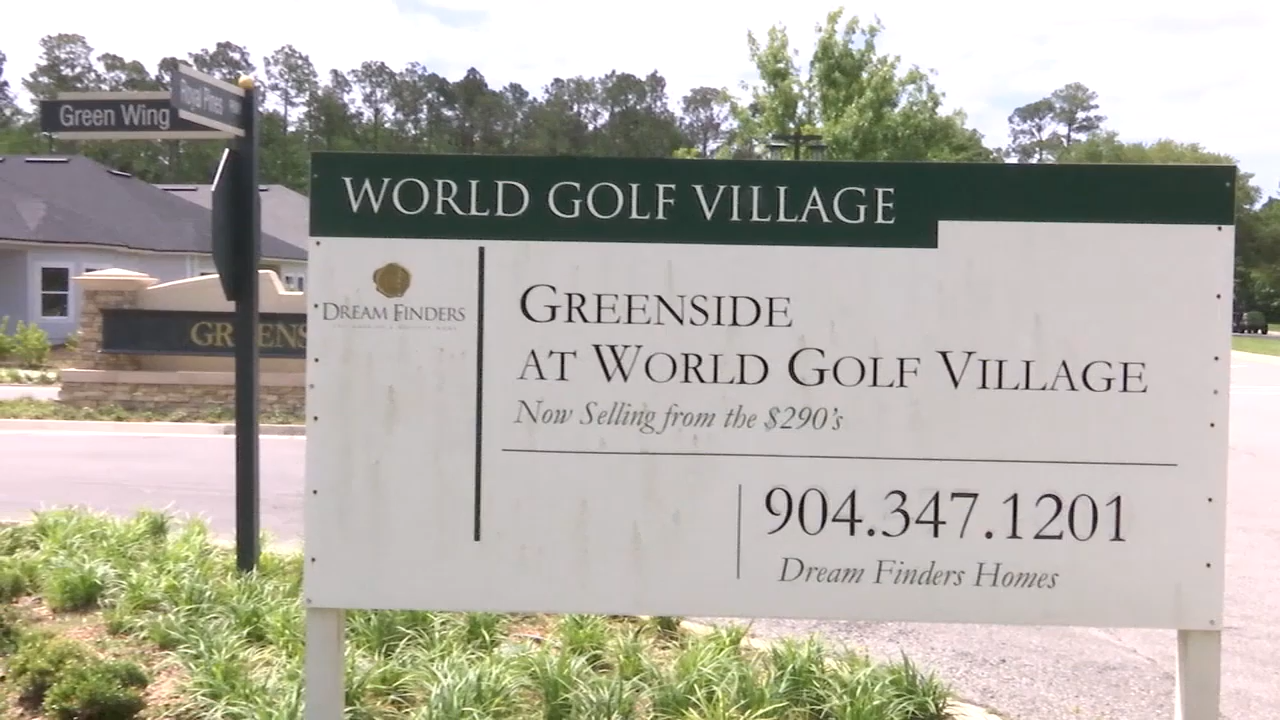 Green Wing
Royal Pines
WORLD GOLF VILLAGE
DREAM FINDERS
GREENS
GREENSIDE
AT WORLD GOLF VILLAGE
Now Selling from the $290's
904.347.1201
Dream Finders Homes